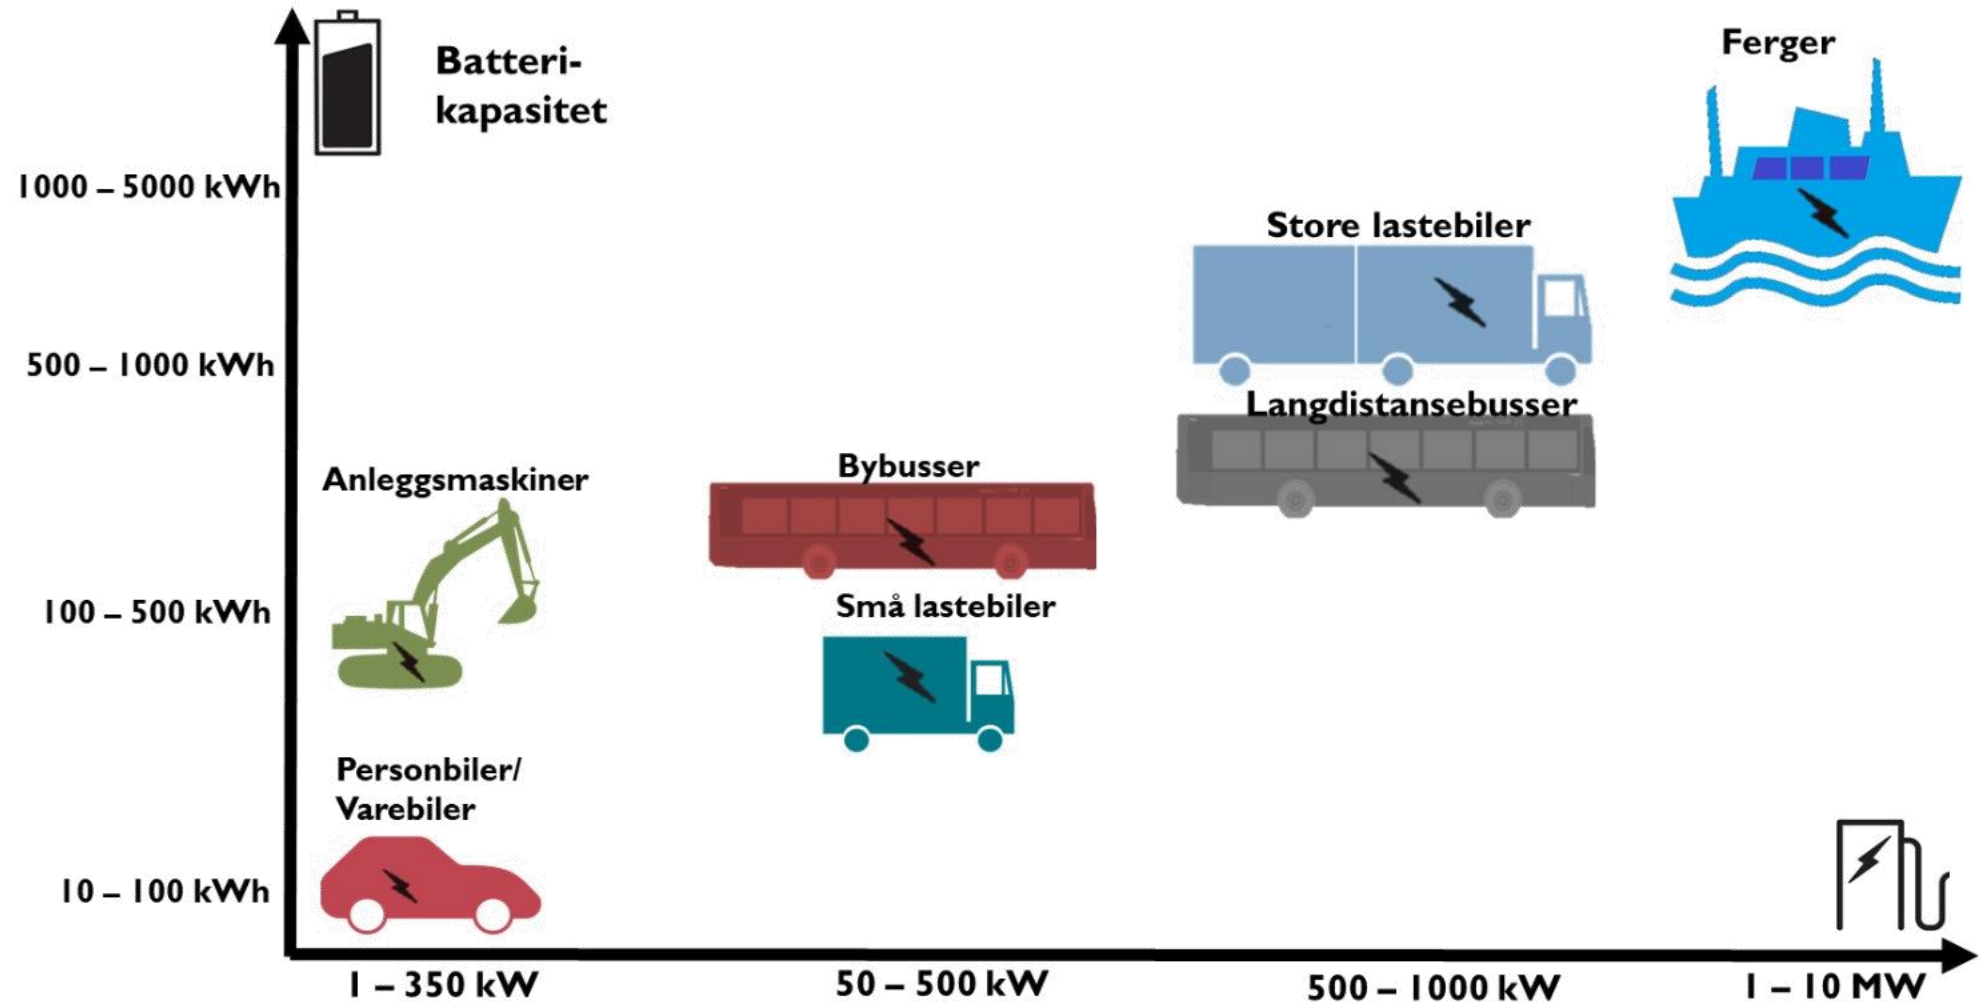 Batteri-
kapasitet
Ferger
1000 – 5000 kWh
Store lastebiler
500 – 1000 kWh
Langdistansebusser
Anleggsmaskiner
Bybusser
100 – 500 kWh
Små lastebiler
Personbiler/
Varebiler
10 – 100 kWh
1 – 350 kW
50 – 500 kW
500 – 1000 kW
1 – 10 MW